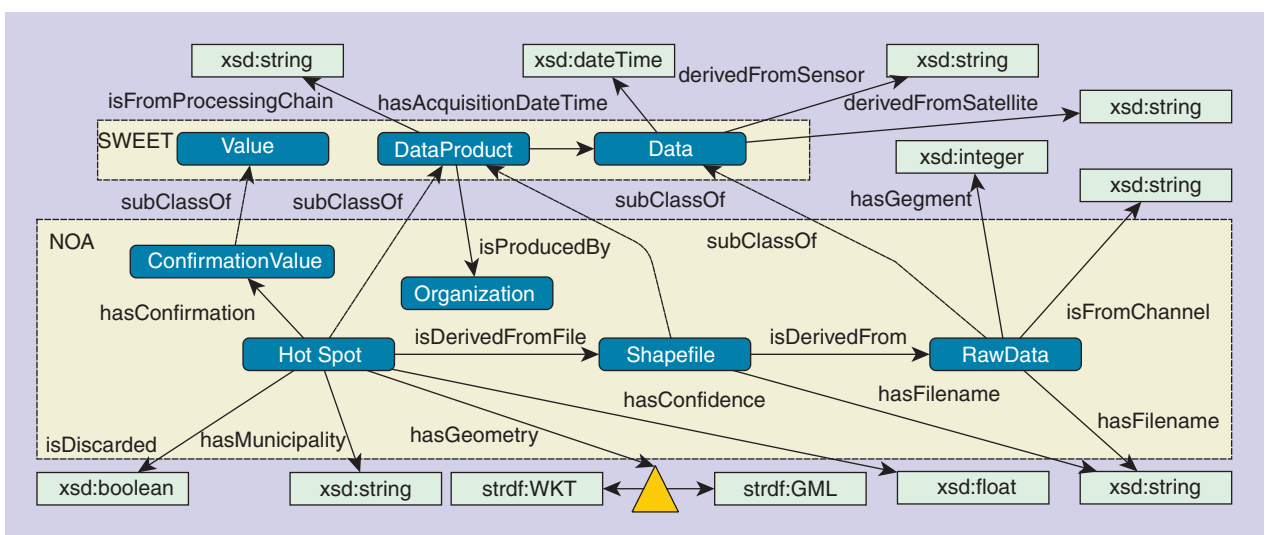 xsd:string
xsd:dateTime
xsd:string
derivedFromSensor
isFromProcessingChain
hasAcquisitionDateTime
derivedFromSatellite
xsd:string
SWEET
Value
DataProduct
Data
xsd:integer
xsd:string
subClassOf
subClassOf
subClassOf
hasGegment
NOA
isProducedBy
subClassOf
ConfirmationValue
Organization
hasConfirmation
isFromChannel
isDerivedFromFile
isDerivedFrom
Hot Spot
Shapefile
RawData
hasConfidence
hasFilename
hasFilename
isDiscarded
hasMunicipality
hasGeometry
xsd:boolean
xsd:string
strdf:WKT
strdf:GML
xsd:float
xsd:string